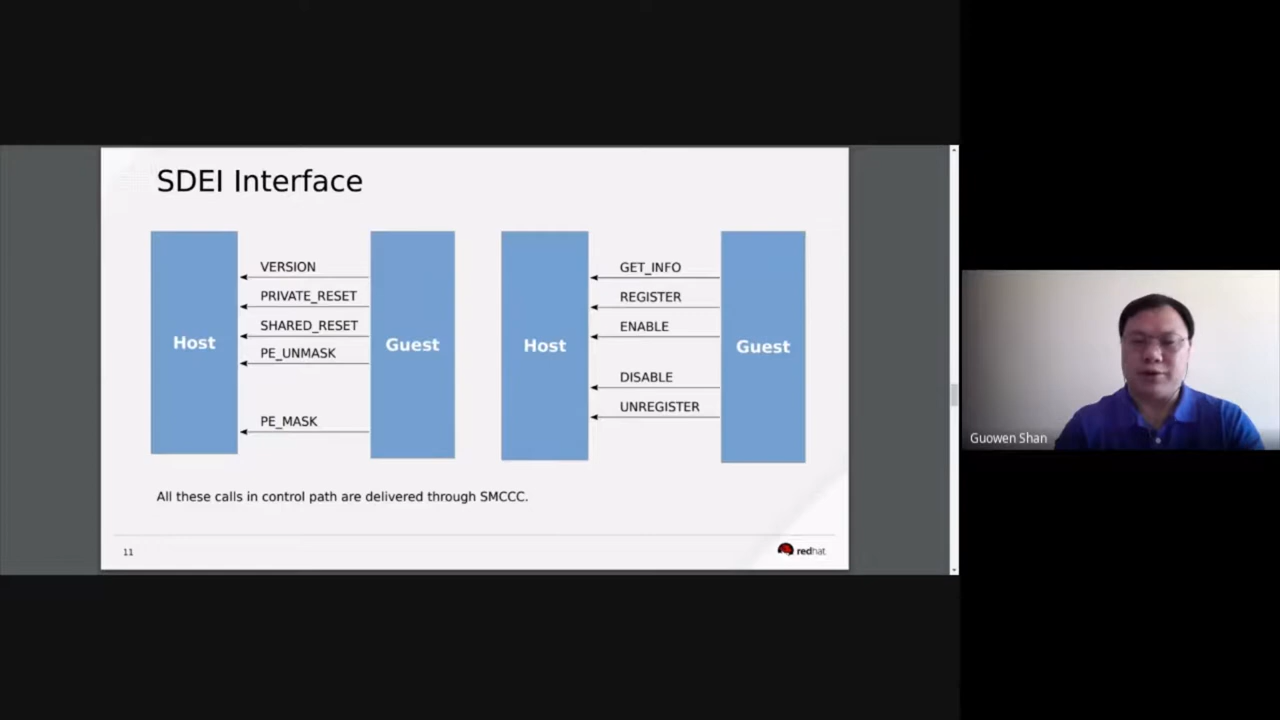 SDEI Interface
VERSION
PRIVATE_RESET
SHARED_RESET
PE_UNMASK
PE_MASK
Host
Guest
GET_INFO
REGISTER
ENABLE
DISABLE
UNREGISTER
Host
Guest
All these calls in control path are delivered through SMCCC.
11
redhat
Guowen Shan